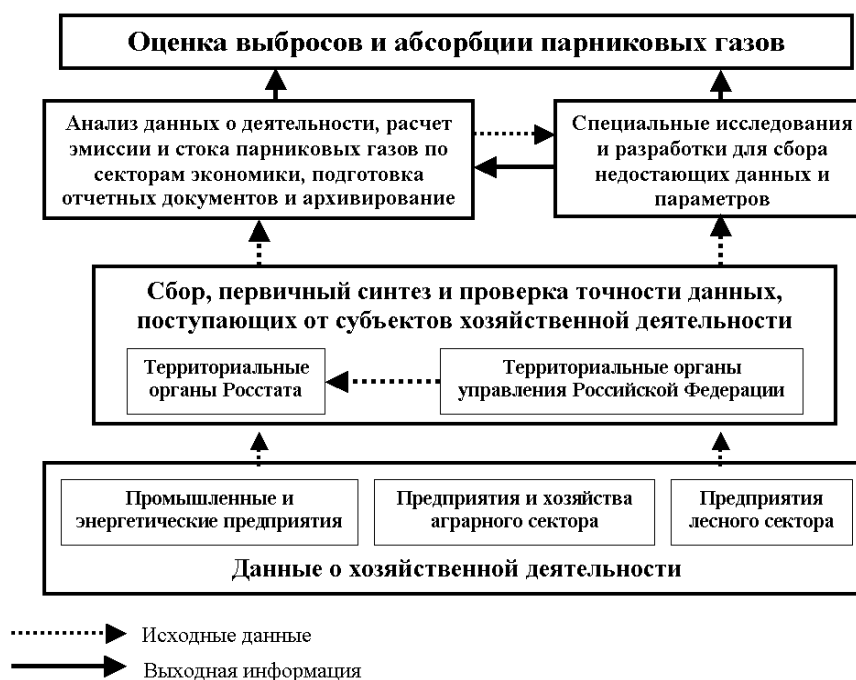 Оценка выбросов и абсорбции парниковых газов
Анализ данных о деятельности, расчет
эмиссии и стока парниковых газов по
секторам экономики, подготовка
отчетных документов и архивирование
Специальные исследования
и разработки для сбора
недостающих данных и
параметров
Сбор, первичный синтез и проверка точности данных,
поступающих от субъектов хозяйственной деятельности
Территориальные
органы Росстата
Территориальные органы
управления Российской Федерации
Промышленные и
энергетические предприятия
Предприятия и хозяйства
аграрного сектора
Предприятия
лесного сектора
Данные о хозяйственной деятельности
Исходные данные
Выходная информация